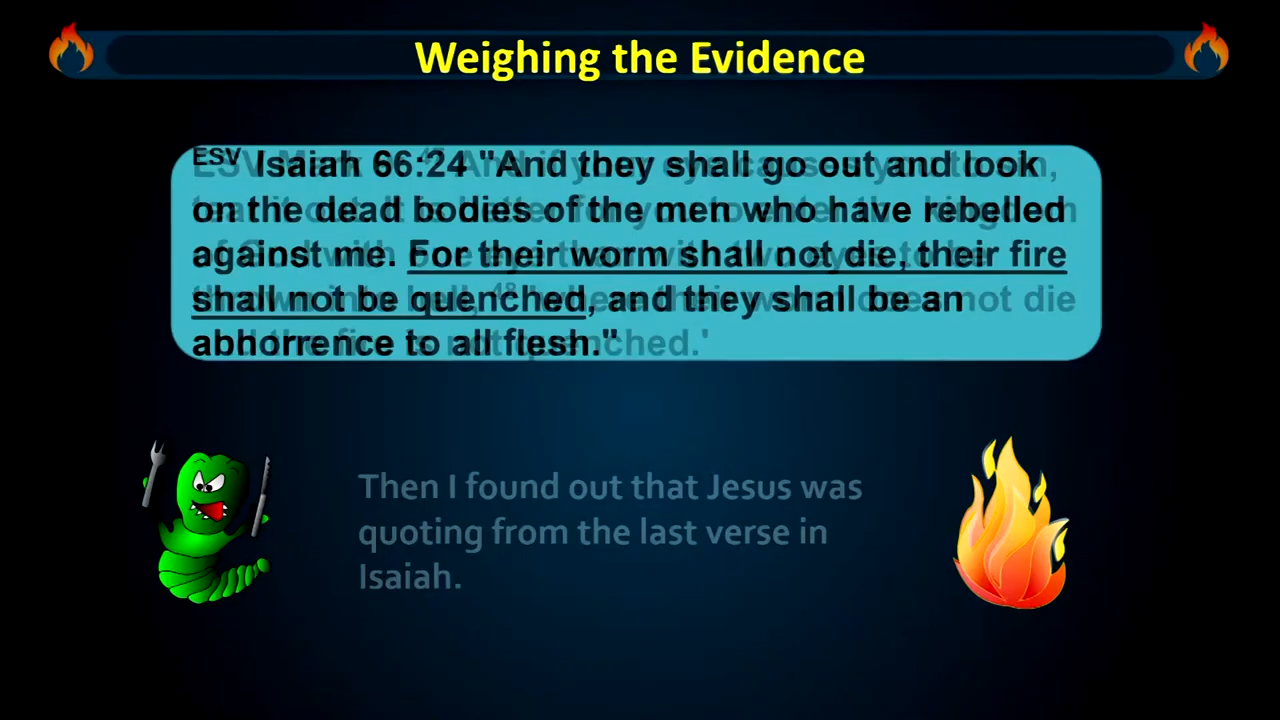 Weighing the Evidence
ESV Isaiah 66:24 "And they shall go out and look
on the dead bodies of the men who have rebelled
against me. For their worm shall not die, their fire
shall not be quenched, and they shall be an
abhorrence to all flesh."
Then I found out that Jesus was
quoting from the last verse in
Isaiah.